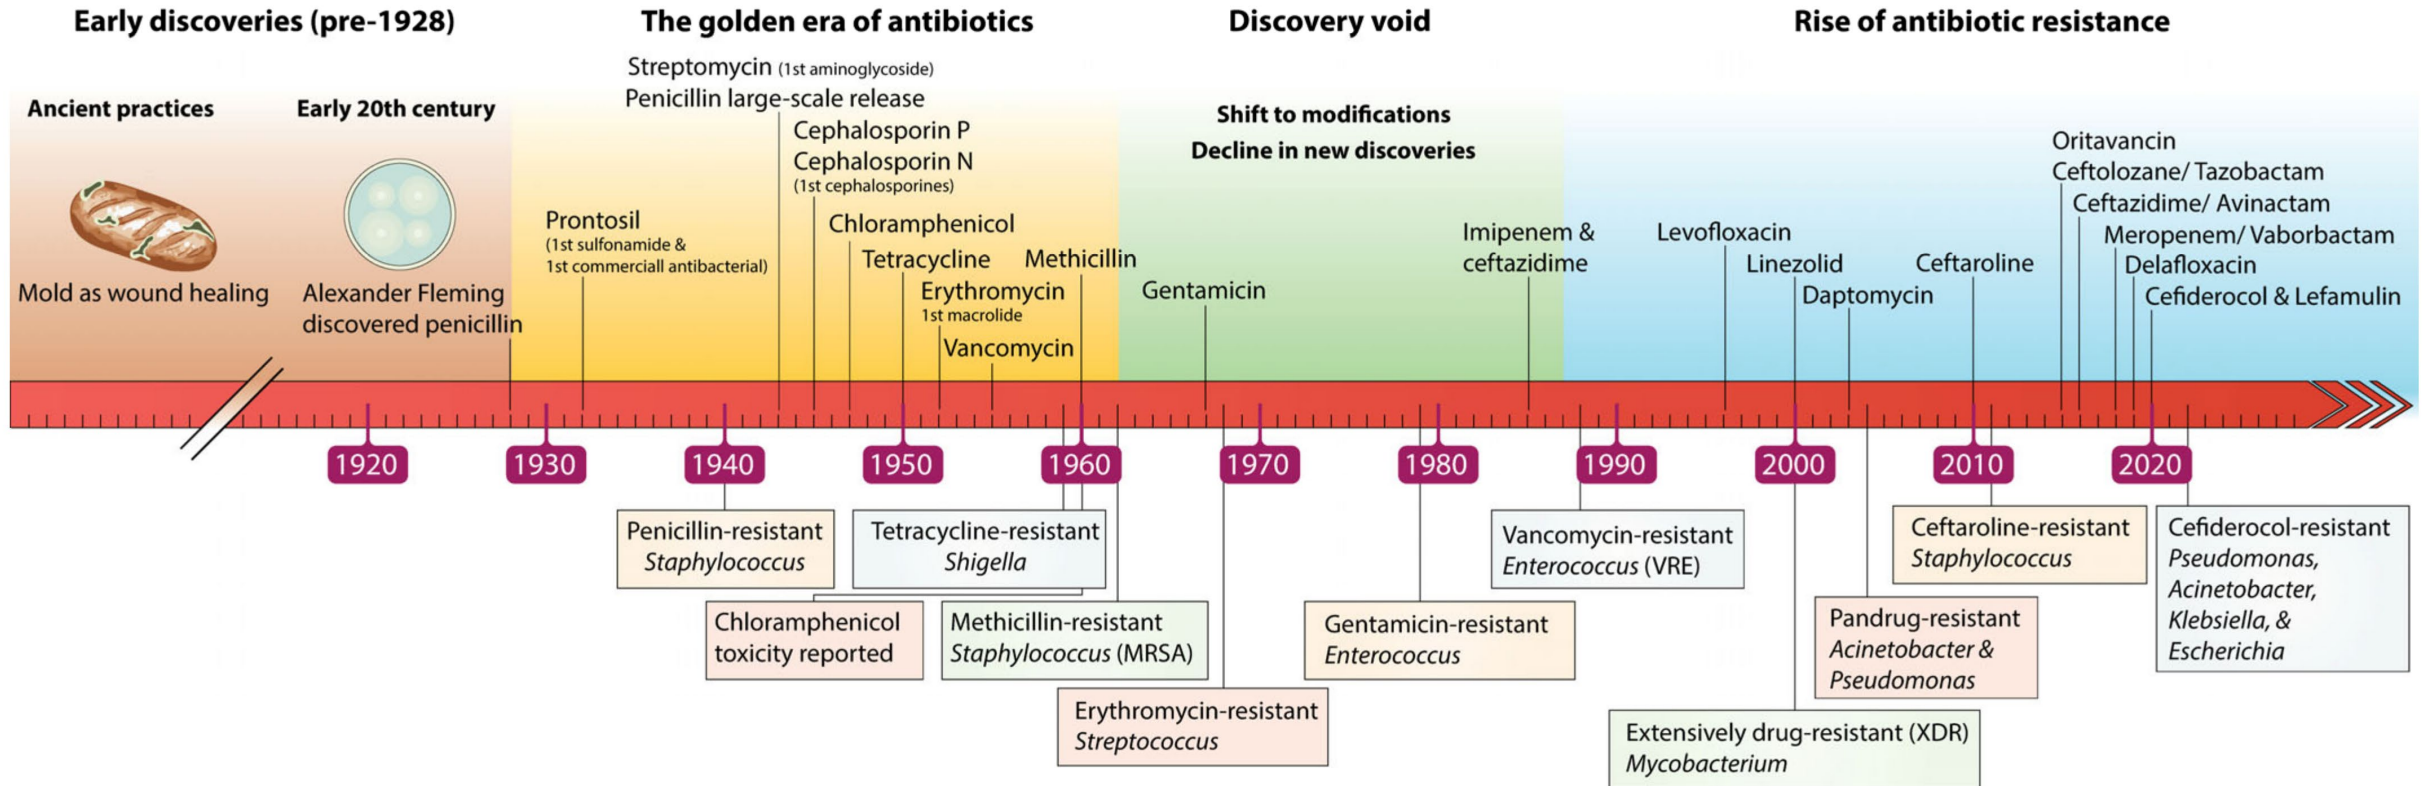 Early discoveries (pre-1928)
The golden era of antibiotics
Discovery void
Rise of antibiotic resistance
Ancient practices
Mold as wound healing
Early 20th century
Alexander Fleming
discovered penicillin
Prontosil
(1st sulfonamide &
1st commerciall antibacterial)
Streptomycin (1st aminoglycoside)
Penicillin large-scale release
Cephalosporin P
Cephalosporin N
(1st cephalosporines)
Chloramphenicol
Tetracycline
Erythromycin
1st macrolide
Vancomycin
Methicillin
Shift to modifications
Decline in new discoveries
Gentamicin
Imipenem &
ceftazidime
Levofloxacin
Linezolid
Daptomycin
Ceftaroline
Oritavancin
Ceftolozane/ Tazobactam
Ceftazidime/ Avinactam
Meropenem/ Vaborbactam
Delafloxacin
Cefiderocol & Lefamulin
1920
1930
1940
1950
1960
1970
1980
1990
2000
2010
2020
Penicillin-resistant
Staphylococcus
Tetracycline-resistant
Shigella
Chloramphenicol
toxicity reported
Methicillin-resistant
Staphylococcus (MRSA)
Erythromycin-resistant
Streptococcus
Gentamicin-resistant
Enterococcus
Vancomycin-resistant
Enterococcus (VRE)
Extensively drug-resistant (XDR)
Mycobacterium
Pandrug-resistant
Acinetobacter &
Pseudomonas
Ceftaroline-resistant
Staphylococcus
Cefiderocol-resistant
Pseudomonas,
Acinetobacter,
Klebsiella, &
Escherichia